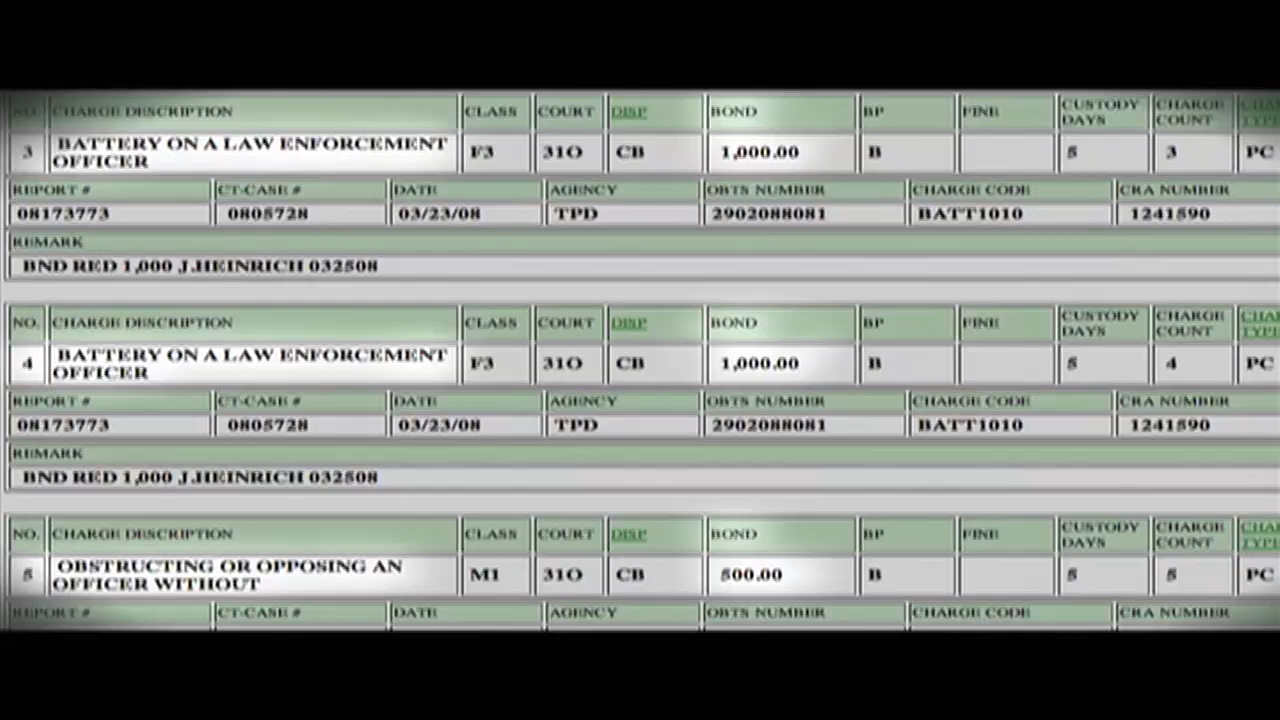 NO. CHARGE DESCRIPTION CLASS COURT DISP BOND BP FINE CUSTODY DAYS CHARGE COUNT
3 BATTERY ON A LAW ENFORCEMENT OFFICER F3 31O CB 1,000.00 B 5 3 PC
REPORT # CT-CASE # DATE AGENCY OBTS NUMBER CHARGE CODE CRA NUMBER
08173773 0805728 03/23/08 TPD 2902088081 BATT1010 1241590
REMARK
BND RED 1,000 J.HEINRICH 032508
NO. CHARGE DESCRIPTION CLASS COURT DISP BOND BP FINE CUSTODY DAYS CHARGE COUNT
4 BATTERY ON A LAW ENFORCEMENT OFFICER F3 31O CB 1,000.00 B 5 4 PC
REPORT # CT-CASE # DATE AGENCY OBTS NUMBER CHARGE CODE CRA NUMBER
08173773 0805728 03/23/08 TPD 2902088081 BATT1010 1241590
REMARK
BND RED 1,000 J.HEINRICH 032508
NO. CHARGE DESCRIPTION CLASS COURT DISP BOND BP FINE CUSTODY DAYS CHARGE COUNT
5 OBSTRUCTING OR OPPOSING AN OFFICER WITHOUT M1 31O CB 500.00 B 5 5 PC
REPORT # CT-CASE # DATE AGENCY OBTS NUMBER CHARGE CODE CRA NUMBER